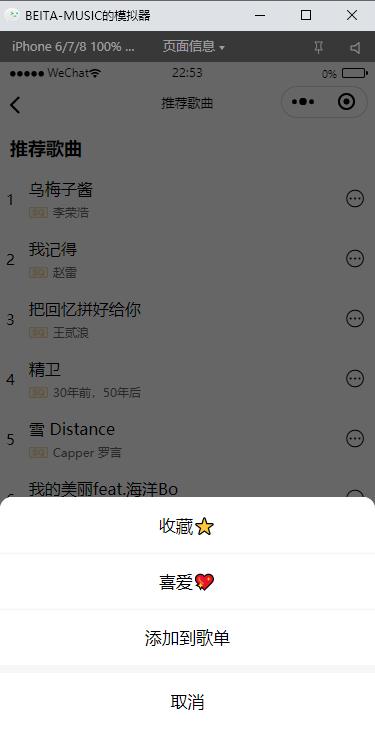 BEITA-MUSIC的模拟器
iPhone 6/7/8 100% ... 页面信息
WeChat 22:53 0%
推荐歌曲
推荐歌曲
1 乌梅子酱
SQ 李荣浩
2 我记得
SQ 赵雷
3 把回忆拼好给你
SQ 王贰浪
4 精卫
SQ 30年前，50年后
5 雪 Distance
SQ Capper 罗言
我的美丽feat.海洋Bo
收藏⭐
喜爱💖
添加到歌单
取消